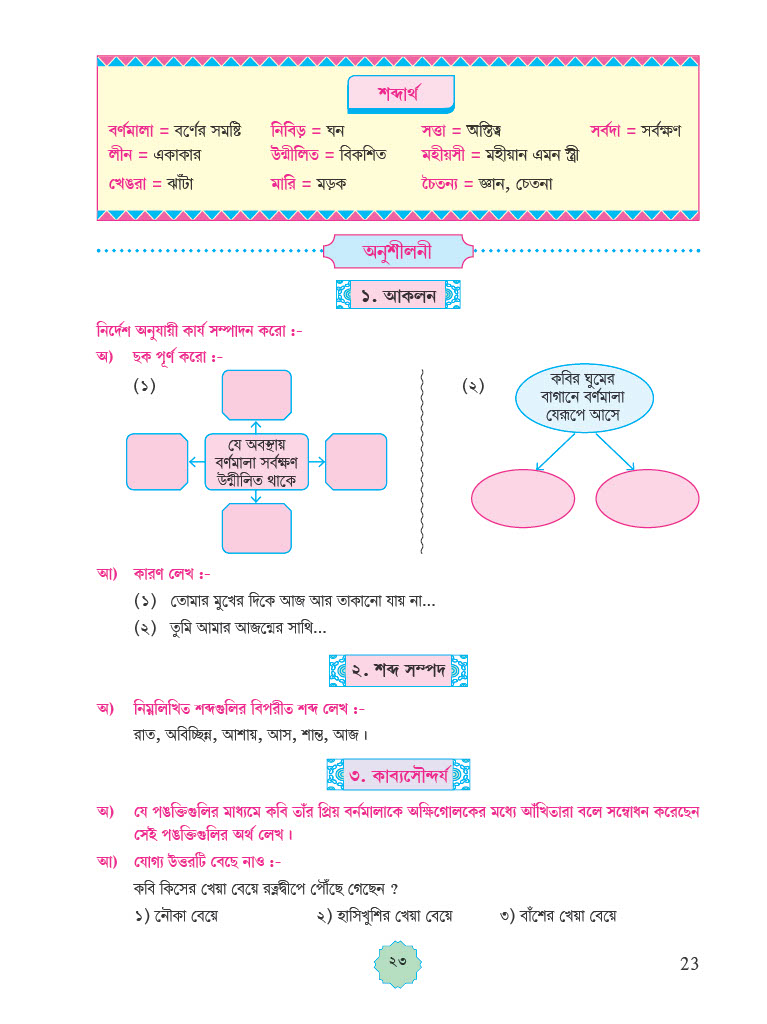 শব্দার্থ
বর্ণমালা = বর্ণের সমষ্টি নিবিড় = ঘন সত্তা = অস্তিত্ব সর্বদা = সর্বক্ষণ
লীন = একাকার উন্মীলিত = বিকশিত মহীয়সী = মহীয়ান এমন স্ত্রী
খেঙরা = ঝাঁটা মারি = মড়ক চৈতন্য = জ্ঞান, চেতনা
অনুশীলনী
১. আকলন
নির্দেশ অনুযায়ী কার্য সম্পাদন করো :-
অ) ছক পূর্ণ করো :-
(১)
যে অবস্থায়
বর্ণমালা সর্বক্ষণ
উন্মীলিত থাকে
(২)
কবির ঘুমের
বাগানে বর্ণমালা
যেরূপে আসে
আ) কারণ লেখ :-
(১) তোমার মুখের দিকে আজ আর তাকানো যায় না...
(২) তুমি আমার আজন্মের সাথি...
২. শব্দ সম্পদ
অ) নিম্নলিখিত শব্দগুলির বিপরীত শব্দ লেখ :-
রাত, অবিচ্ছিন্ন, আশায়, আস, শান্ত, আজ।
৩. কাব্যসৌন্দর্য
অ) যে পঙক্তিগুলির মাধ্যমে কবি তাঁর প্রিয় বর্নমালাকে অক্ষিগোলকের মধ্যে আঁখিতারা বলে সম্বোধন করেছেন
সেই পঙক্তিগুলির অর্থ লেখ।
আ) যোগ্য উত্তরটি বেছে নাও :-
কবি কিসের খেয়া বেয়ে রত্নদ্বীপে পৌঁছে গেছেন ?
১) নৌকা বেয়ে ২) হাসিখুশির খেয়া বেয়ে ৩) বাঁশের খেয়া বেয়ে
২৩
23